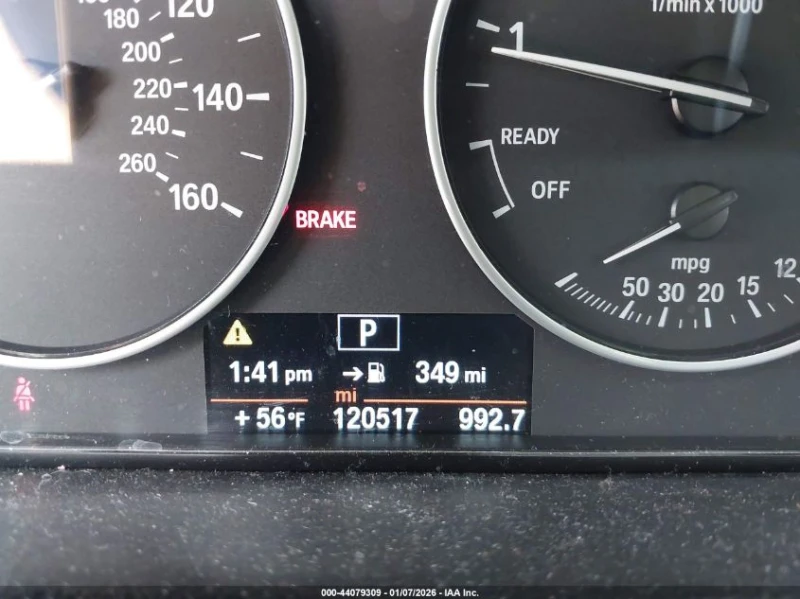 180
120
200
220
140
240
260
160
BRAKE
1/min x 1000
1
READY
OFF
mpg
50 30 20 15 12
P
1:41 pm 349 mi
mi
+ 56 °F 120517 992.7
000-44079309 - 01/07/2026 - IAA Inc.